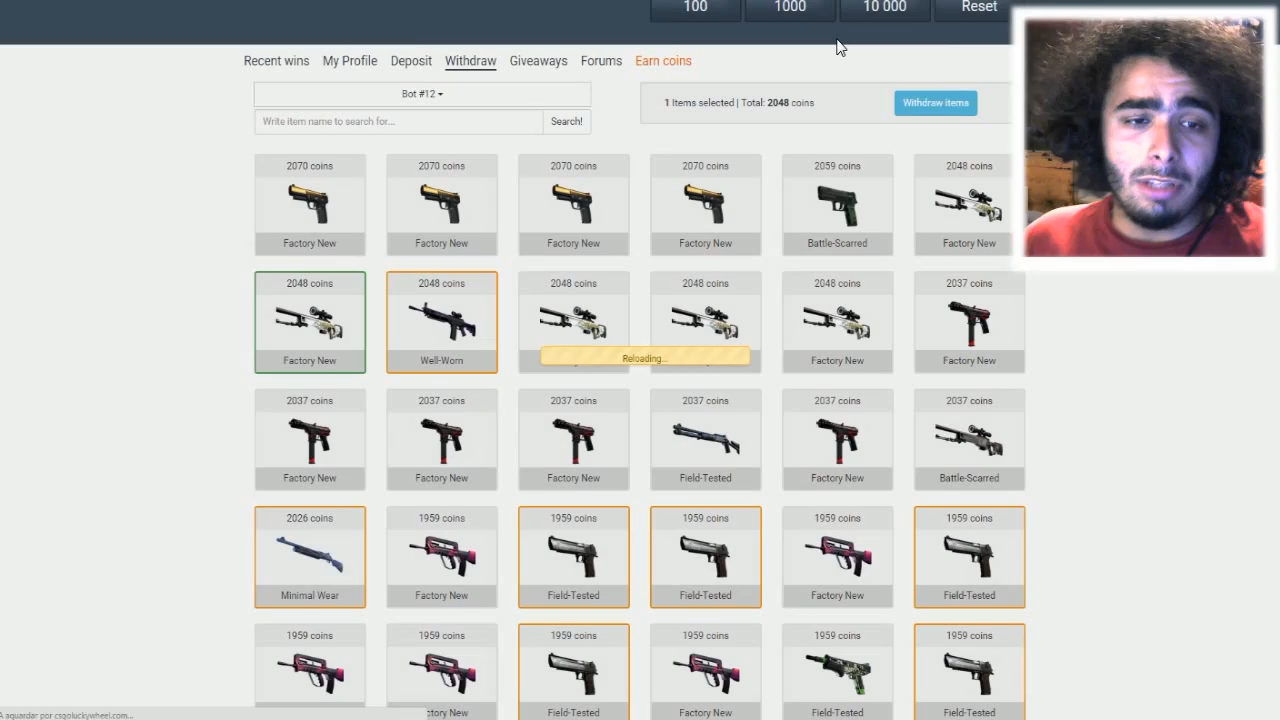 100 1000 10 000 Reset
Recent wins My Profile Deposit Withdraw Giveaways Forums Earn coins
Bot #12
1 Items selected | Total: 2048 coins Withdraw items
Write item name to search for... Search!
2070 coins 2070 coins 2070 coins 2070 coins 2059 coins 2048 coins
Factory New Factory New Factory New Factory New Battle-Scarred Factory New
2048 coins 2048 coins 2048 coins 2048 coins 2048 coins 2037 coins
Reloading...
Factory New Well-Worn Factory New Factory New
2037 coins 2037 coins 2037 coins 2037 coins 2037 coins 2037 coins
Factory New Factory New Factory New Field-Tested Factory New Battle-Scarred
2026 coins 1959 coins 1959 coins 1959 coins 1959 coins 1959 coins
Minimal Wear Factory New Field-Tested Field-Tested Factory New Field-Tested
1959 coins 1959 coins 1959 coins 1959 coins 1959 coins 1959 coins
ctory New Field-Tested Factory New Field-Tested Field-Tested
A aguardar por csgoluckywheel.com...